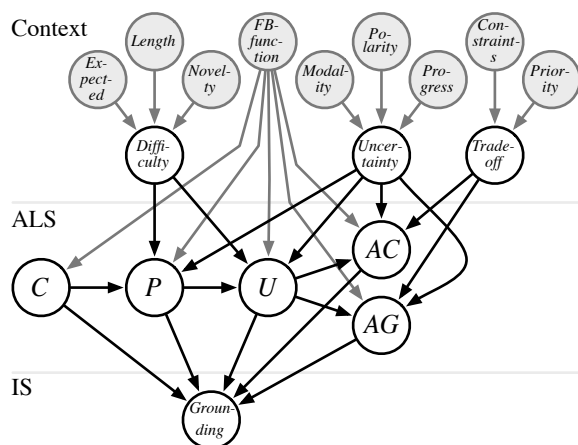 Context
Ex-
pect-
ed
Length
Novel-
ty
FB-
func-
tion
Modal-
ity
Po-
larity
Pro-
gress
Con-
straint-
s
Prior-
ity
Diffi-
culty
Uncer-
tainty
Trade-
off
ALS
C
P
U
AC
AG
IS
Groun-
ding